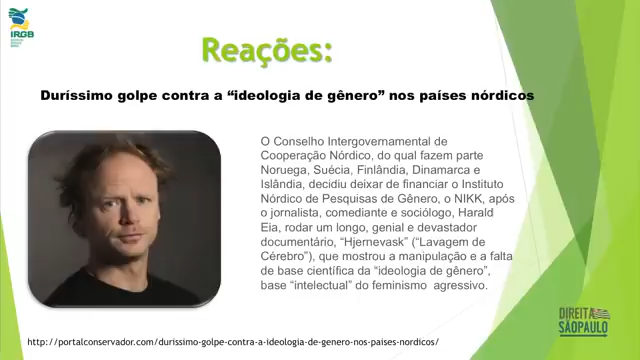 IRGB
Reações:
Duríssimo golpe contra a “ideologia de gênero” nos países nórdicos
O Conselho Intergovernamental de
Cooperação Nórdico, do qual fazem parte
Noruega, Suécia, Finlândia, Dinamarca e
Islândia, decidiu deixar de financiar o Instituto
Nórdico de Pesquisas de Gênero, o NIKK, após
o jornalista, comediante e sociólogo, Harald
Eia, rodar um longo, genial e devastador
documentário, “Hjernevask” (“Lavagem de
Cérebro”), que mostrou a manipulação e a falta
de base científica da “ideologia de gênero”,
base “intelectual” do feminismo agressivo.
DIREITA
SÃOPAULO
http://portalconservador.com/durissimo-golpe-contra-a-ideologia-de-genero-nos-paises-nordicos/